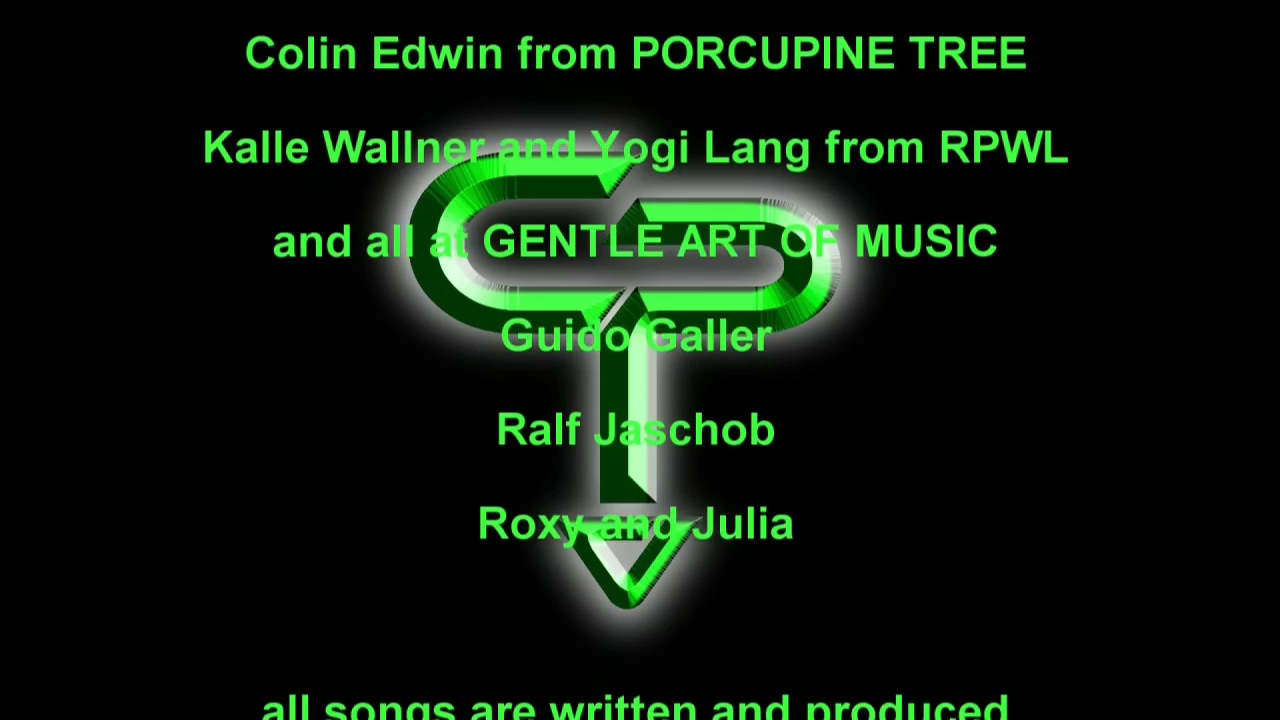 Colin Edwin from PORCUPINE TREE
Kalle Wallner and Yogi Lang from RPWL
and all at GENTLE ART OF MUSIC
Guido Galler
Ralf Jaschob
Roxy and Julia
all songs are written and produced